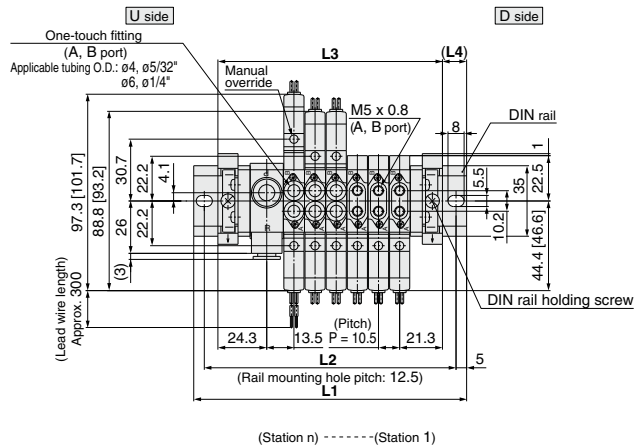 U side
D side
One-touch fitting
(A, B port)
Applicable tubing O.D.: ø4, ø5/32"
ø6, ø1/4"
L3
(L4)
Manual
override
M5 x 0.8
(A, B port)
DIN rail
8
1
97.3 [101.7]
88.8 [93.2]
30.7
22.2
4.1
26
22.2
(3)
5.5
10.2
35
22.5
44.4 [46.6]
(Lead wire length)
Approx. 300
DIN rail holding screw
24.3
13.5
(Pitch)
P = 10.5
21.3
L2
5
(Rail mounting hole pitch: 12.5)
L1
(Station n) -------(Station 1)